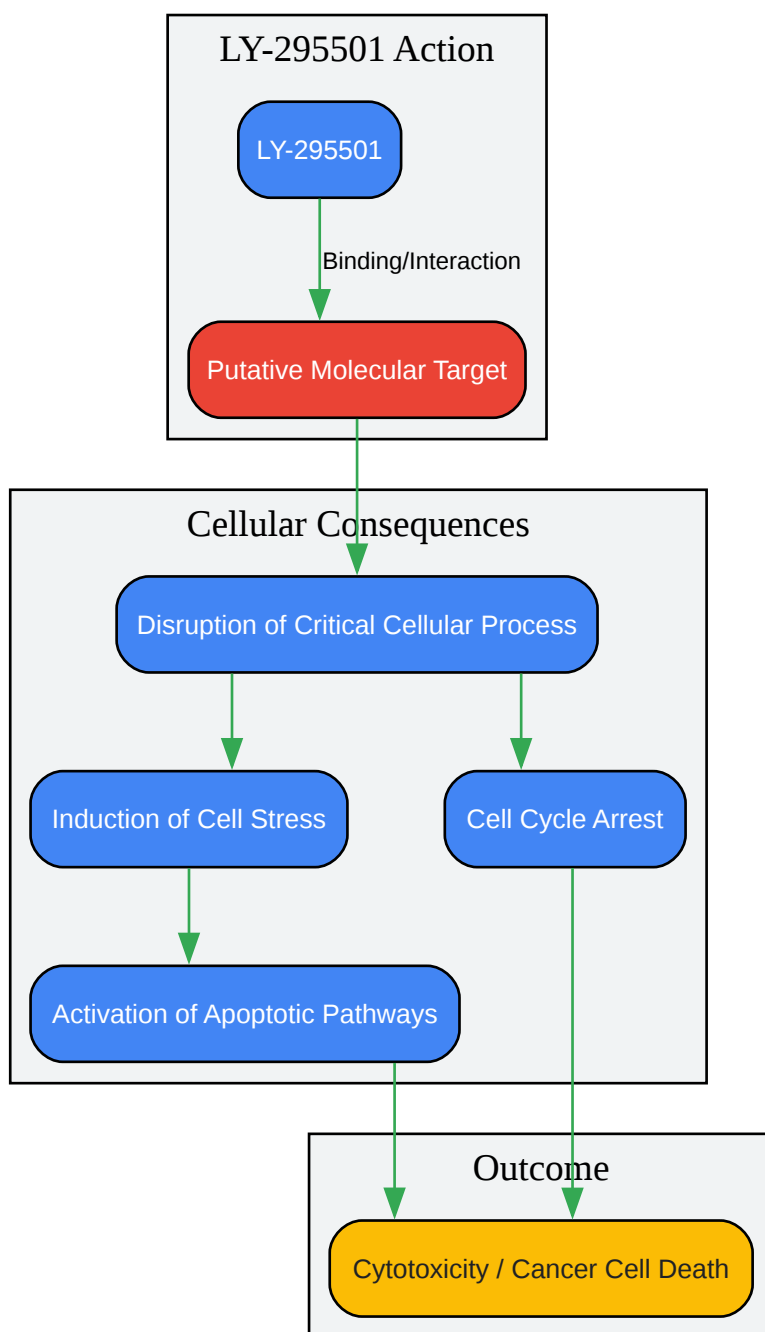 LY-295501 Action
LY-295501
Binding/Interaction
Putative Molecular Target
Cellular Consequences
Disruption of Critical Cellular Process
Induction of Cell Stress
Cell Cycle Arrest
Activation of Apoptotic Pathways
Outcome
Cytotoxicity / Cancer Cell Death